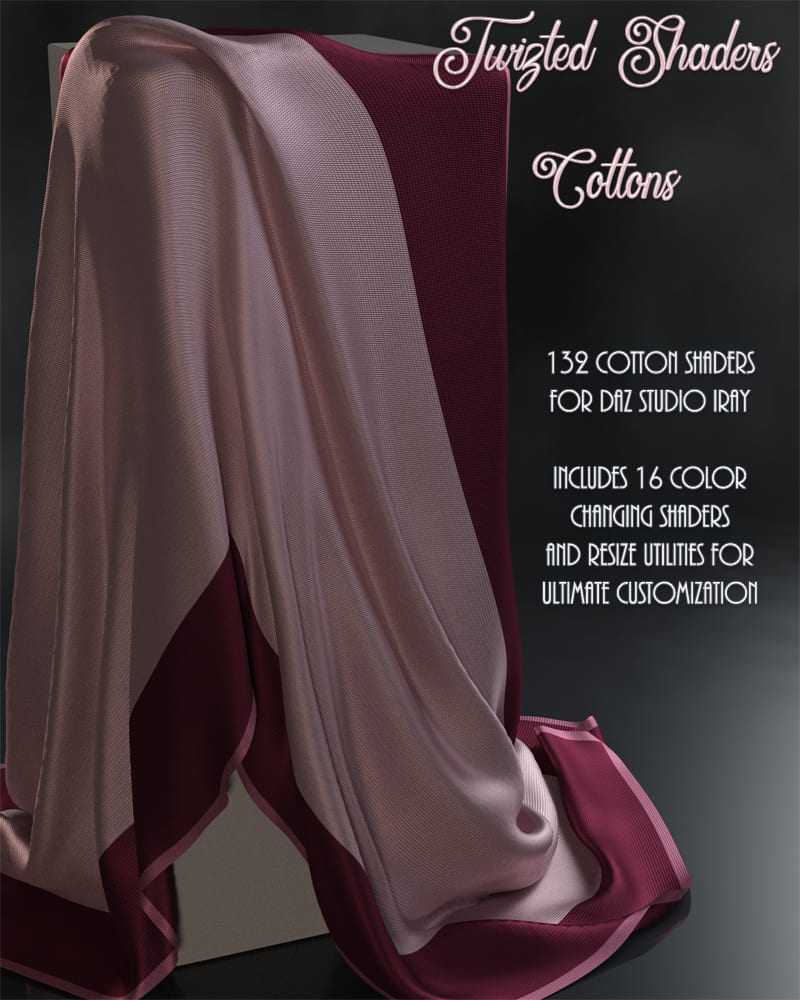 Twizted Shaders
Cottons
132 COTTON SHADERS
FOR DAZ STUDIO IRAY
INCLUDES 16 COLOR
CHANGING SHADERS
AND RESIZE UTILITIES FOR
ULTIMATE CUSTOMIZATION